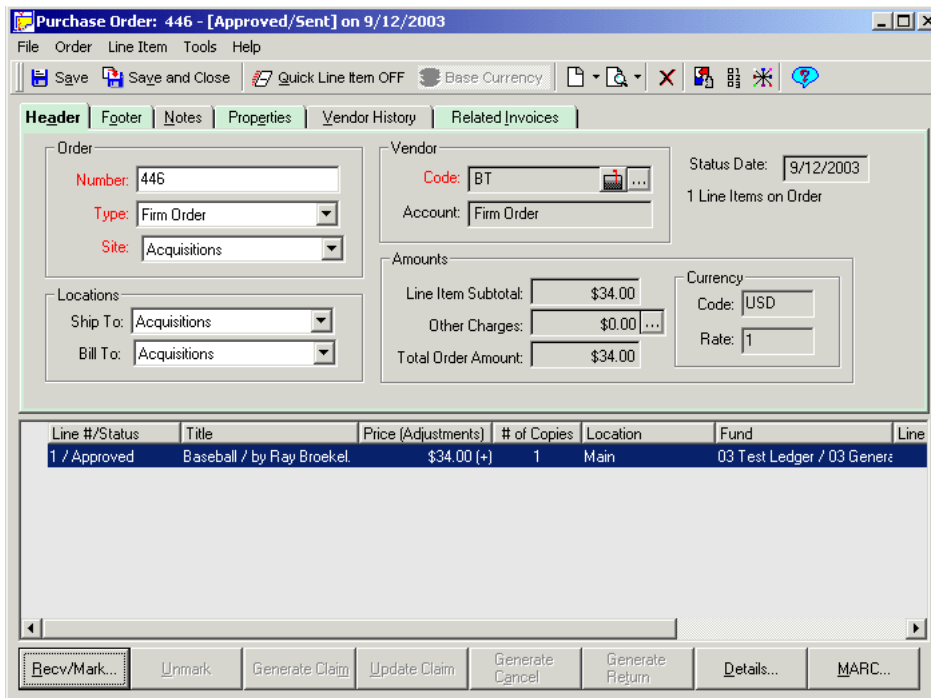 Purchase Order: 446 - [Approved/Sent] on 9/12/2003
File Order Line Item Tools Help
Save Save and Close Quick Line Item OFF Base Currency
Header Footer Notes Properties Vendor History Related Invoices
Order
Number: 446
Type: Firm Order
Site: Acquisitions
Locations
Ship To: Acquisitions
Bill To: Acquisitions
Vendor
Code: BT ...
Account: Firm Order
Status Date: 9/12/2003
1 Line Items on Order
Amounts
Line Item Subtotal: $34.00
Other Charges: $0.00 ...
Total Order Amount: $34.00
Currency
Code: USD
Rate: 1
Line #/Status Title Price (Adjustments) # of Copies Location Fund Line
1 / Approved Baseball / by Ray Broekel. $34.00 (+) 1 Main 03 Test Ledger / 03 Genera
Recv/Mark... Unmark Generate Claim Update Claim Generate Cancel Generate Return Details... MARC...